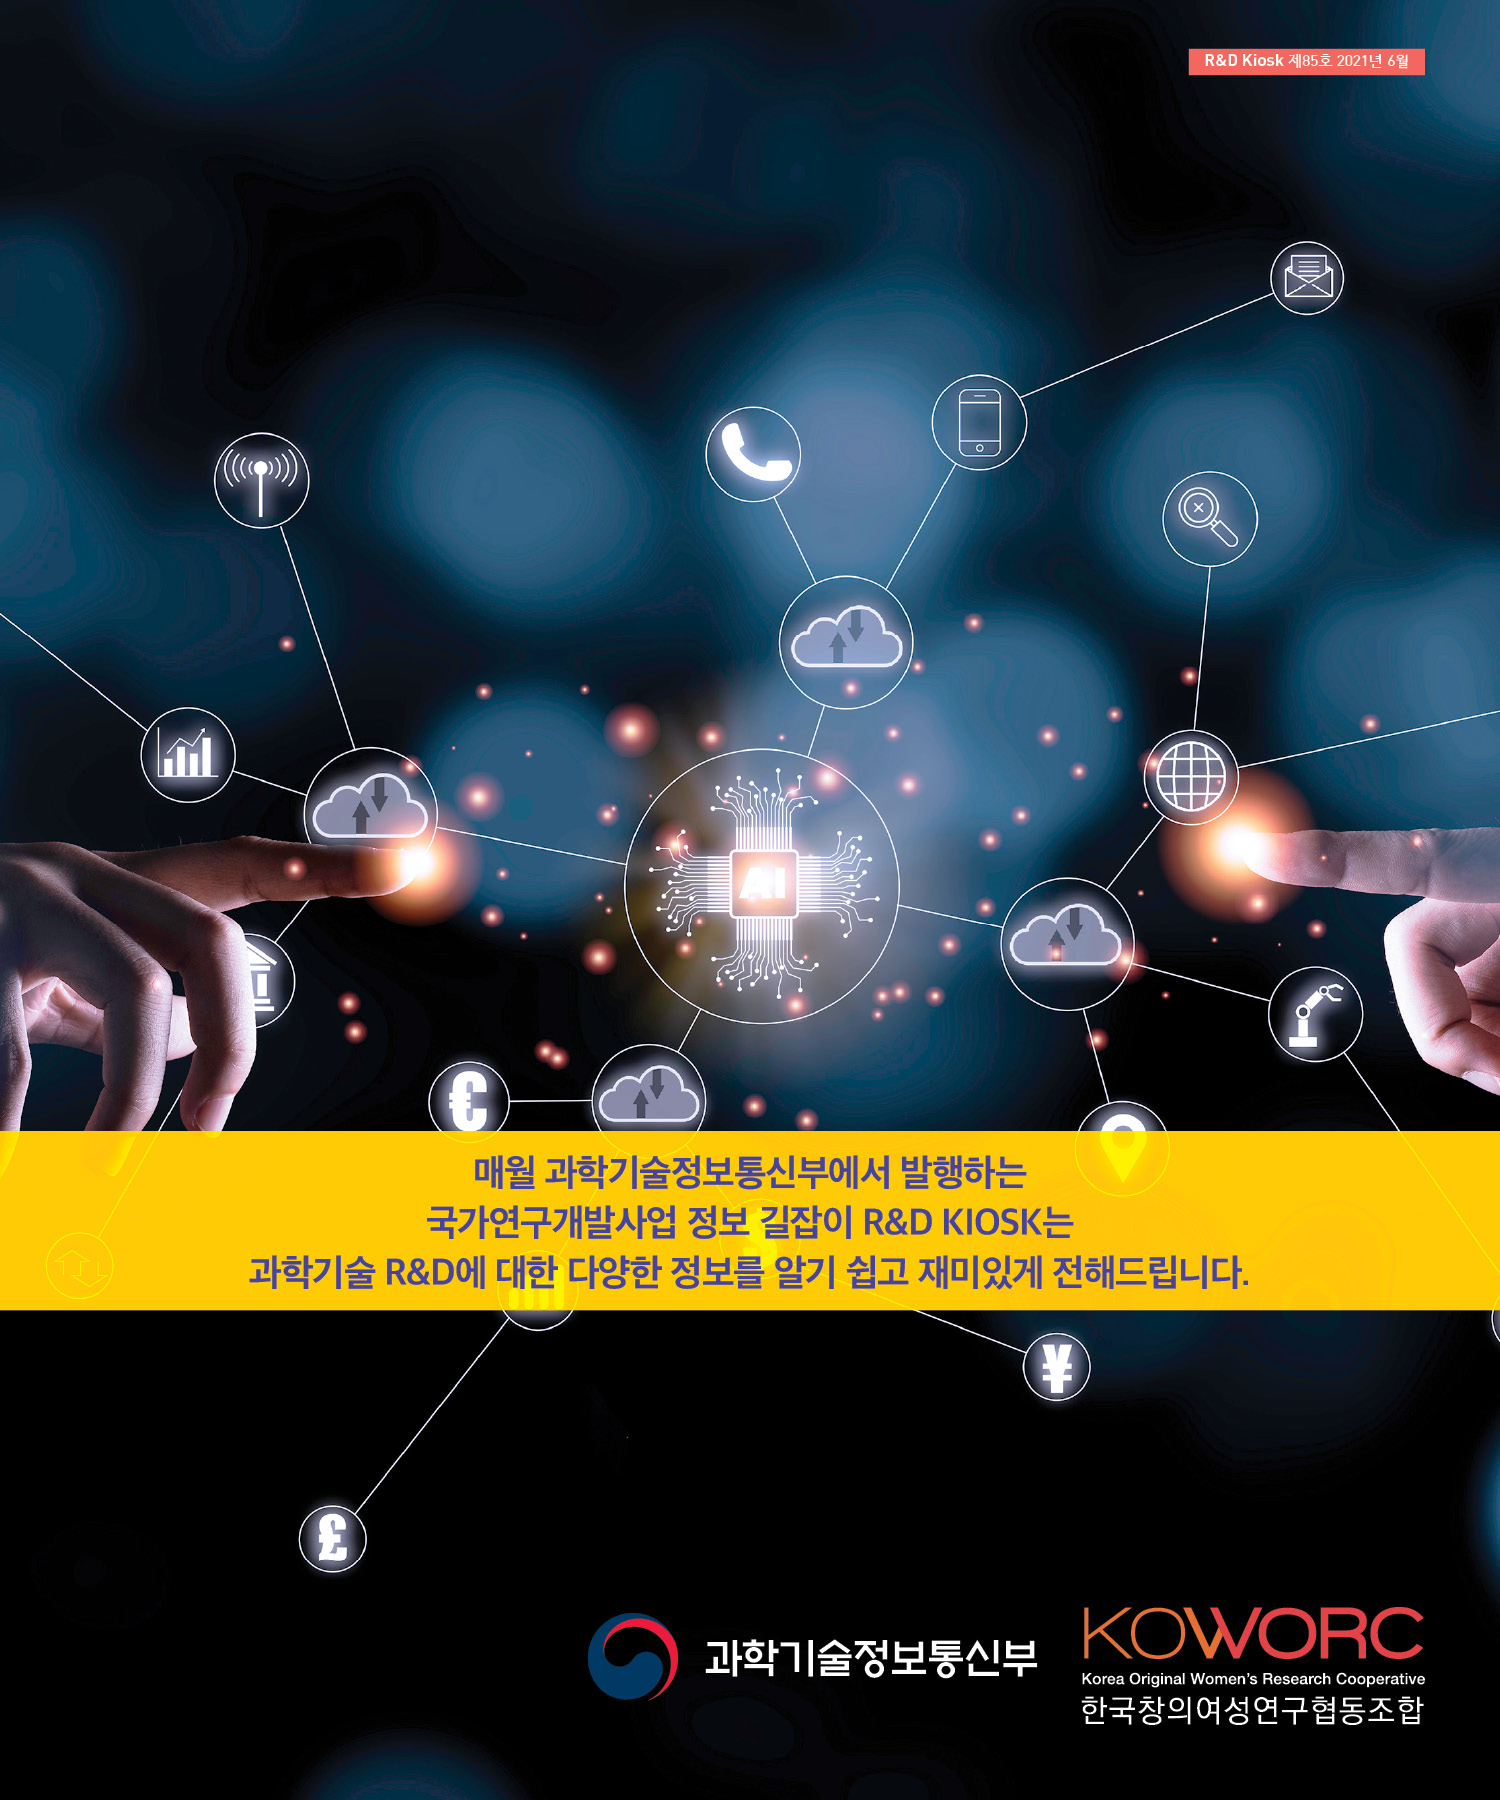 R&D Kiosk 제85호 2021년 6월
AI
매월 과학기술정보통신부에서 발행하는
국가연구개발사업 정보 길잡이 R&D KIOSK는
과학기술 R&D에 대한 다양한 정보를 알기 쉽고 재미있게 전해드립니다.
과학기술정보통신부
KOWORC
Korea Original Women's Research Cooperative
한국창의여성연구협동조합